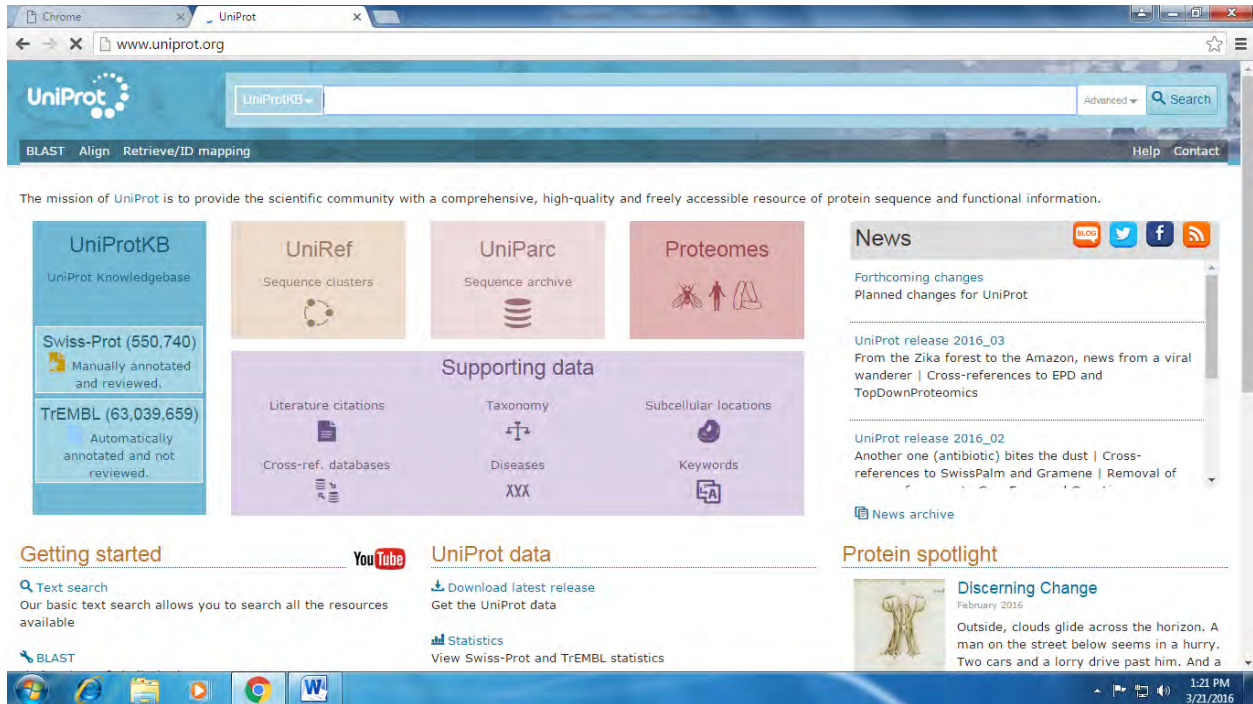 Chrome
UniProt
www.uniprot.org
UniProt
UniProtKB
Advanced
Search
BLAST Align Retrieve/ID mapping
Help Contact
The mission of UniProt is to provide the scientific community with a comprehensive, high-quality and freely accessible resource of protein sequence and functional information.
UniProtKB
UniProt Knowledgebase
Swiss-Prot (550,740)
Manually annotated
and reviewed.
TrEMBL (63,039,659)
Automatically
annotated and not
reviewed.
UniRef
Sequence clusters
UniParc
Sequence archive
Proteomes
Supporting data
Literature citations
Taxonomy
Subcellular locations
Cross-ref. databases
Diseases
Keywords
XXX
News
BLOG
Forthcoming changes
Planned changes for UniProt
UniProt release 2016_03
From the Zika forest to the Amazon, news from a viral
wanderer | Cross-references to EPD and
TopDownProteomics
UniProt release 2016_02
Another one (antibiotic) bites the dust | Cross-
references to SwissPalm and Gramene | Removal of
News archive
Getting started
YouTube
Text search
Our basic text search allows you to search all the resources
available
BLAST
UniProt data
Download latest release
Get the UniProt data
Statistics
View Swiss-Prot and TrEMBL statistics
Protein spotlight
Discerning Change
February 2016
Outside, clouds glide across the horizon. A
man on the street below seems in a hurry.
Two cars and a lorry drive past him. And a
1:21 PM
3/21/2016